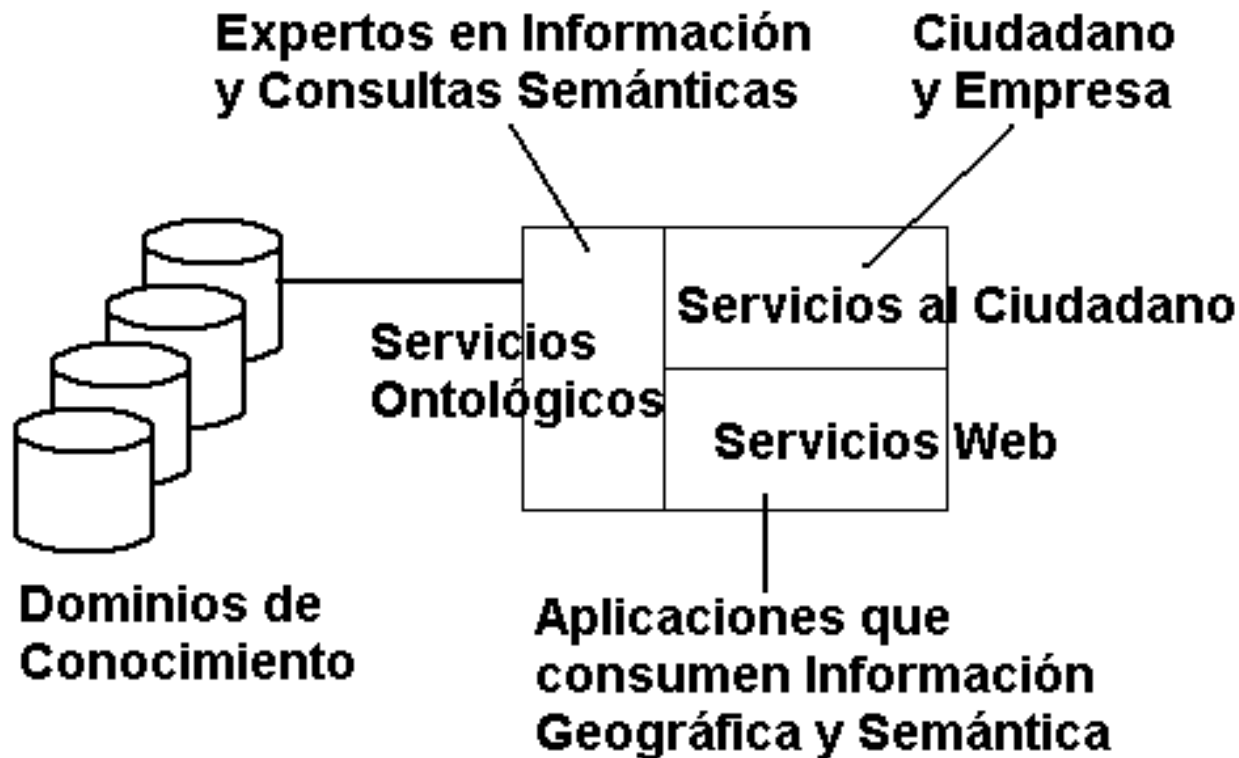 Expertos en Información
y Consultas Semánticas
Ciudadano
y Empresa
Servicios al Ciudadano
Servicios
Ontológicos
Servicios Web
Dominios de
Conocimiento
Aplicaciones que
consumen Información
Geográfica y Semántica